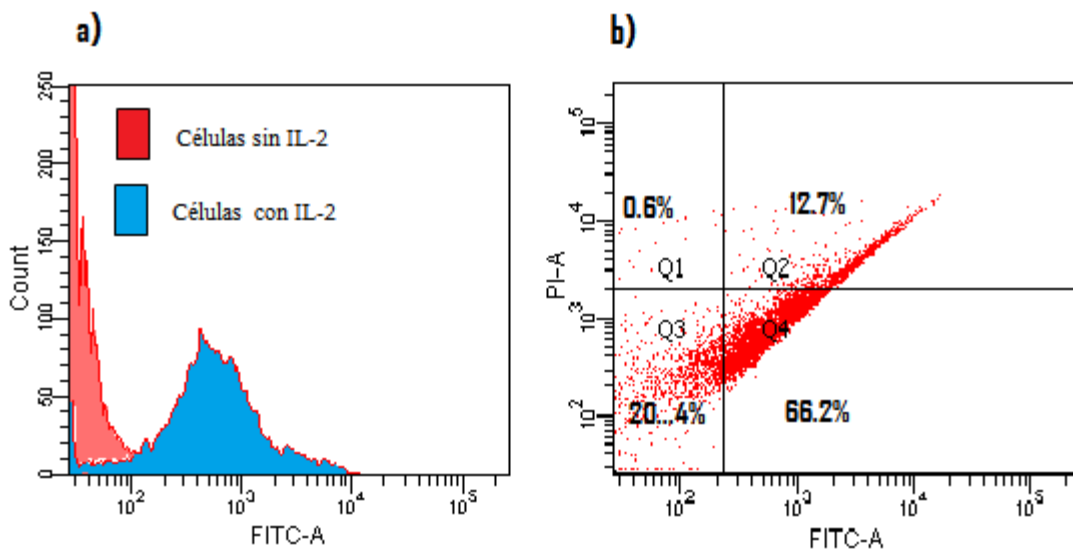 a)
Count
250
200
150
100
50
0
Células sin IL-2
Células con IL-2
10² 10³ 10⁴ 10⁵
FITC-A
b)
PI-A
10⁵
10⁴
10³
10²
0.6%
12.7%
Q1
Q2
Q3
Q4
20..,4%
66.2%
10² 10³ 10⁴ 10⁵
FITC-A